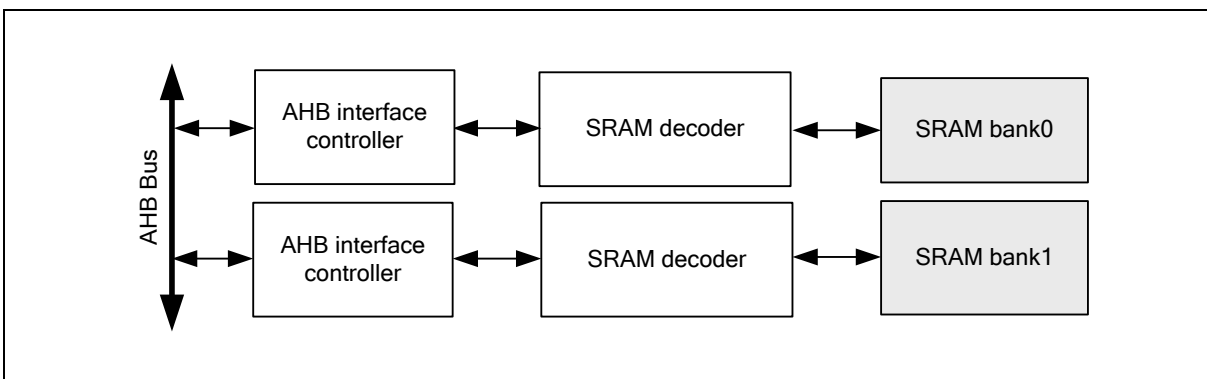 AHB Bus
AHB interface
controller
SRAM decoder
SRAM bank0
AHB interface
controller
SRAM decoder
SRAM bank1